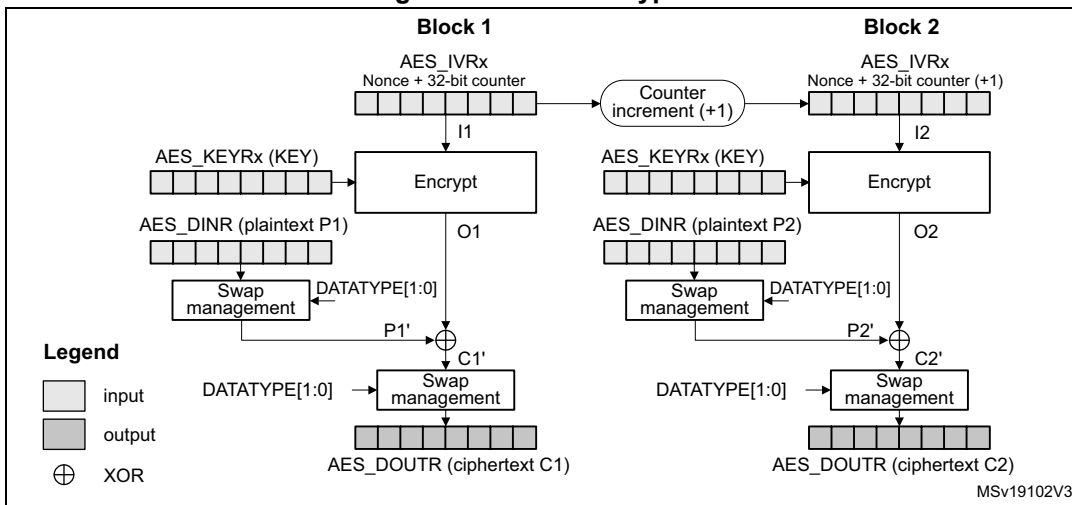 Block 1
Block 2
AES_IVRx
Nonce + 32-bit counter
Counter
increment (+1)
AES_IVRx
Nonce + 32-bit counter (+1)
I1
I2
AES_KEYRx (KEY)
Encrypt
AES_KEYRx (KEY)
Encrypt
AES_DINR (plaintext P1)
O1
AES_DINR (plaintext P2)
O2
Swap
management
DATATYPE[1:0]
Swap
management
DATATYPE[1:0]
P1'
P2'
Legend
C1'
C2'
input
DATATYPE[1:0]
Swap
management
DATATYPE[1:0]
Swap
management
output
XOR
AES_DOUTR (ciphertext C1)
AES_DOUTR (ciphertext C2)
MSv19102V3